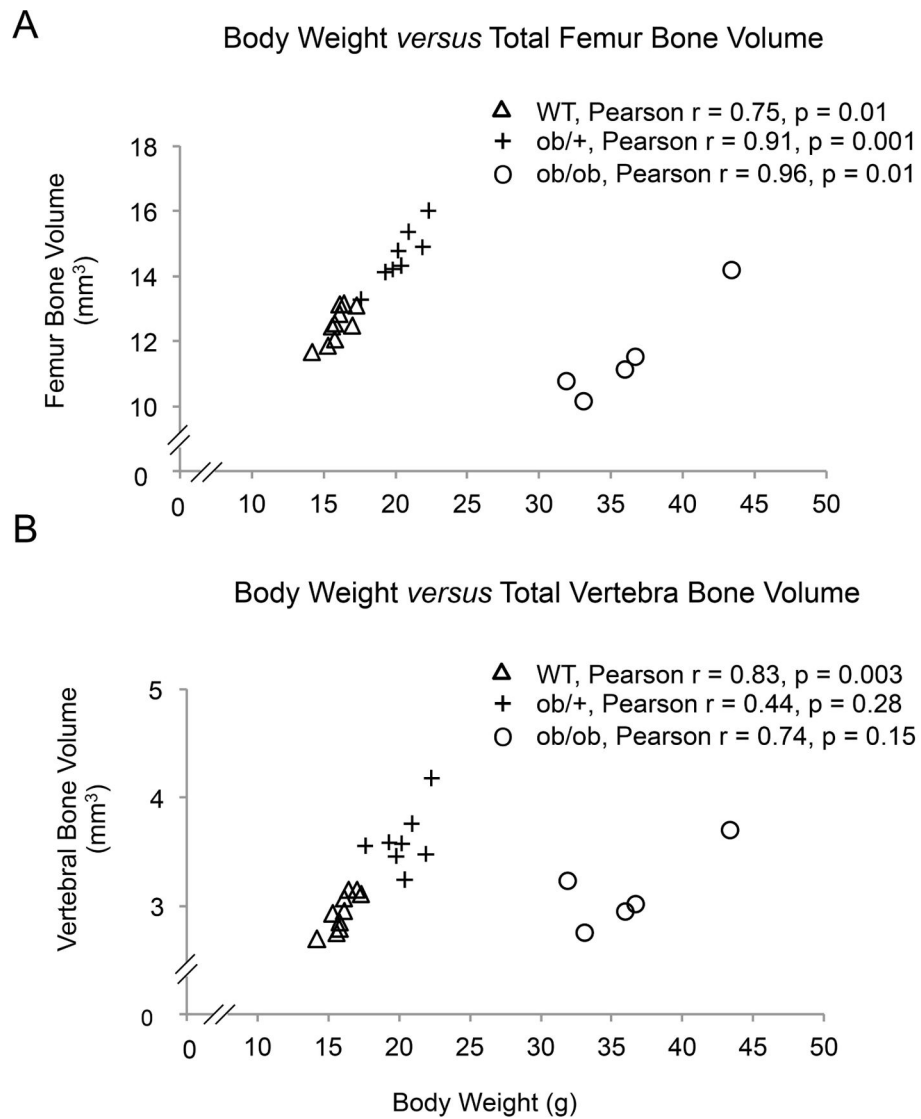 A
Body Weight versus Total Femur Bone Volume
WT, Pearson r = 0.75, p = 0.01
ob/+, Pearson r = 0.91, p = 0.001
ob/ob, Pearson r = 0.96, p = 0.01
Femur Bone Volume
(mm³)
18
16
14
12
10
0
0 10 15 20 25 30 35 40 45 50
B
Body Weight versus Total Vertebra Bone Volume
WT, Pearson r = 0.83, p = 0.003
ob/+, Pearson r = 0.44, p = 0.28
ob/ob, Pearson r = 0.74, p = 0.15
Vertebral Bone Volume
(mm³)
5
4
3
0
0 10 15 20 25 30 35 40 45 50
Body Weight (g)